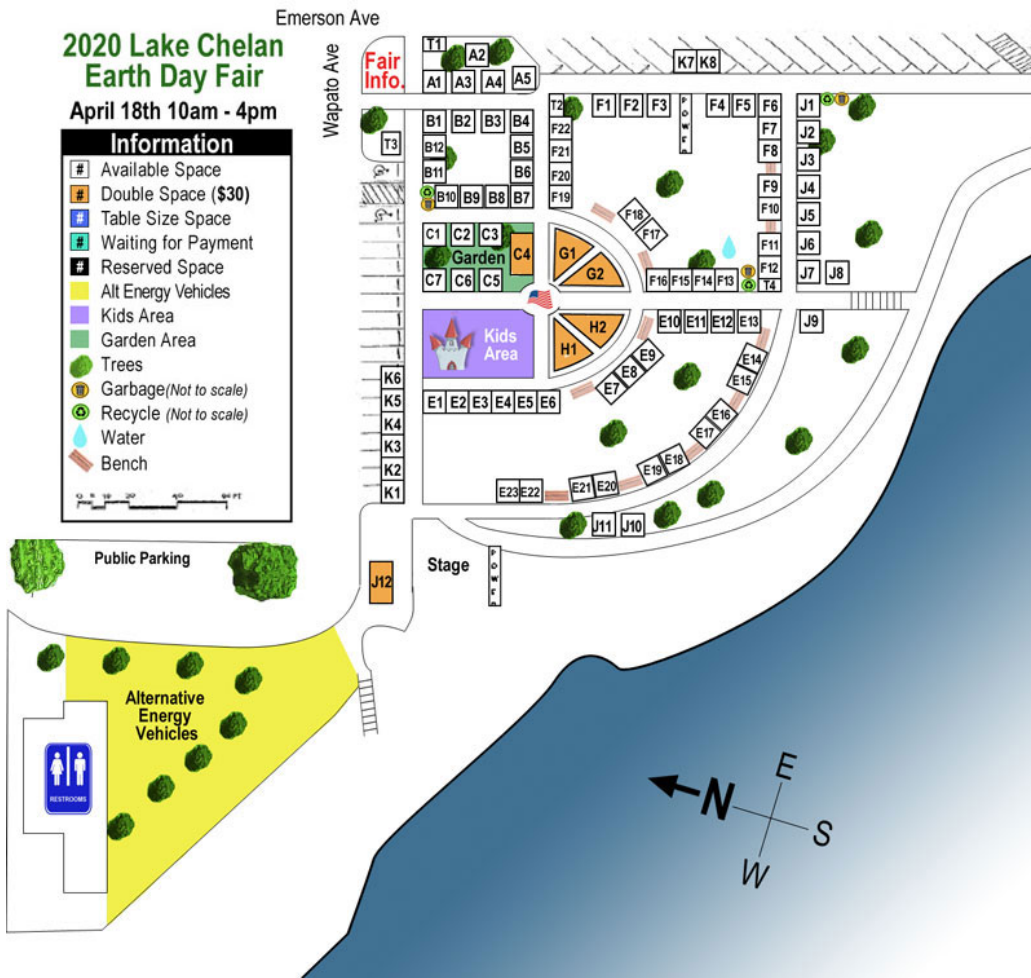 Emerson Ave
2020 Lake Chelan
Earth Day Fair
April 18th 10am - 4pm
Wapato Ave
Fair
Info.
Information
# Available Space
# Double Space ($30)
# Table Size Space
# Waiting for Payment
# Reserved Space
Alt Energy Vehicles
Kids Area
Garden Area
Trees
Garbage (Not to scale)
Recycle (Not to scale)
Water
Bench
T1 A2
A1 A3 A4 A5
K7 K8
T3
B1 B2 B3 B4
B12 B5
B11 B6
B10 B9 B8 B7
T2 F1 F2 F3
POWER
F4 F5 F6
F22 F7
F21 F8
F20 F9
F19 F10
F18
F17
F11
F12
F16 F15 F14 F13 T4
J1
J2
J3
J4
J5
J6
J7 J8
J9
C1 C2 C3
Garden C4
C7 C6 C5
G1
G2
H2
H1
Kids
Area
E10 E11 E12 E13
E14
E15
E16
E17
E18
E19
E9
E8
E7
E1 E2 E3 E4 E5 E6
E23 E22 E21 E20
K6
K5
K4
K3
K2
K1
J11 J10
Public Parking
J12
Stage
POWER
Alternative
Energy
Vehicles
RESTROOMS
N
E
S
W